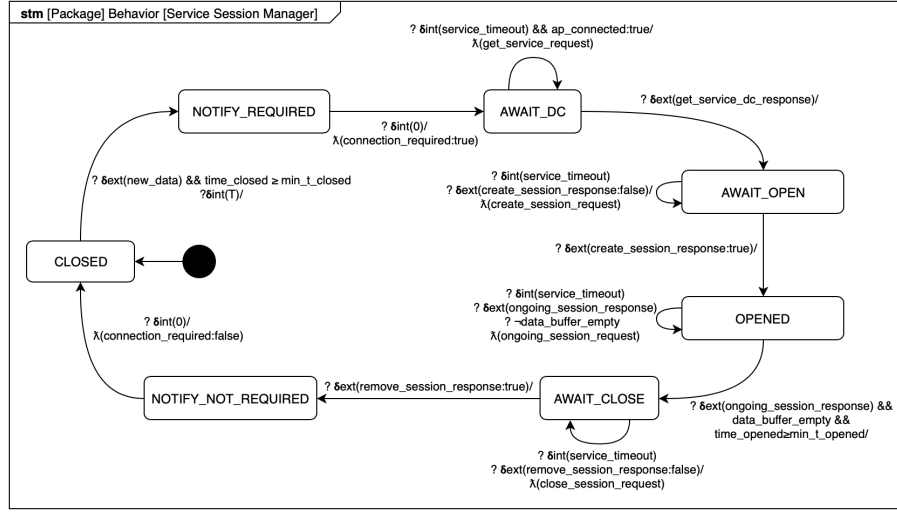 stm [Package] Behavior [Service Session Manager]
? δint(service_timeout) && ap_connected:true/
λ(get_service_request)
NOTIFY_REQUIRED
AWAIT_DC
? δext(get_service_dc_response)/
? δint(0)/
λ(connection_required:true)
? δext(new_data) && time_closed ≥ min_t_closed
?δint(T)/
? δint(service_timeout)
? δext(create_session_response:false)/
λ(create_session_request)
AWAIT_OPEN
? δext(create_session_response:true)/
CLOSED
? δint(0)/
λ(connection_required:false)
? δint(service_timeout)
? δext(ongoing_session_response)
? ¬data_buffer_empty
λ(ongoing_session_request)
OPENED
NOTIFY_NOT_REQUIRED
? δext(remove_session_response:true)/
AWAIT_CLOSE
? δext(ongoing_session_response) &&
data_buffer_empty &&
time_opened≥min_t_opened/
? δint(service_timeout)
? δext(remove_session_response:false)/
λ(close_session_request)